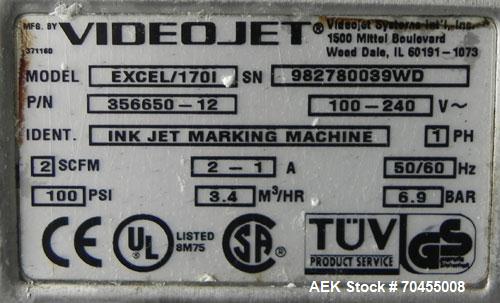 MFG. BY VIDEOJET® Videojet Systems Int'l., Inc.
1500 Mittel Boulevard
371160 Wood Dale, IL 60191-1073
MODEL EXCEL/170I SN 982780039WD
P/N 356650-12 100-240 V~
IDENT. INK JET MARKING MACHINE 1 PH
2 SCFM 2-1 A 50/60 Hz
100 PSI 3.4 M³/HR 6.9 BAR
CE UL LISTED 8M75 SA TÜV PRODUCT SERVICE GS
AEK Stock # 70455008